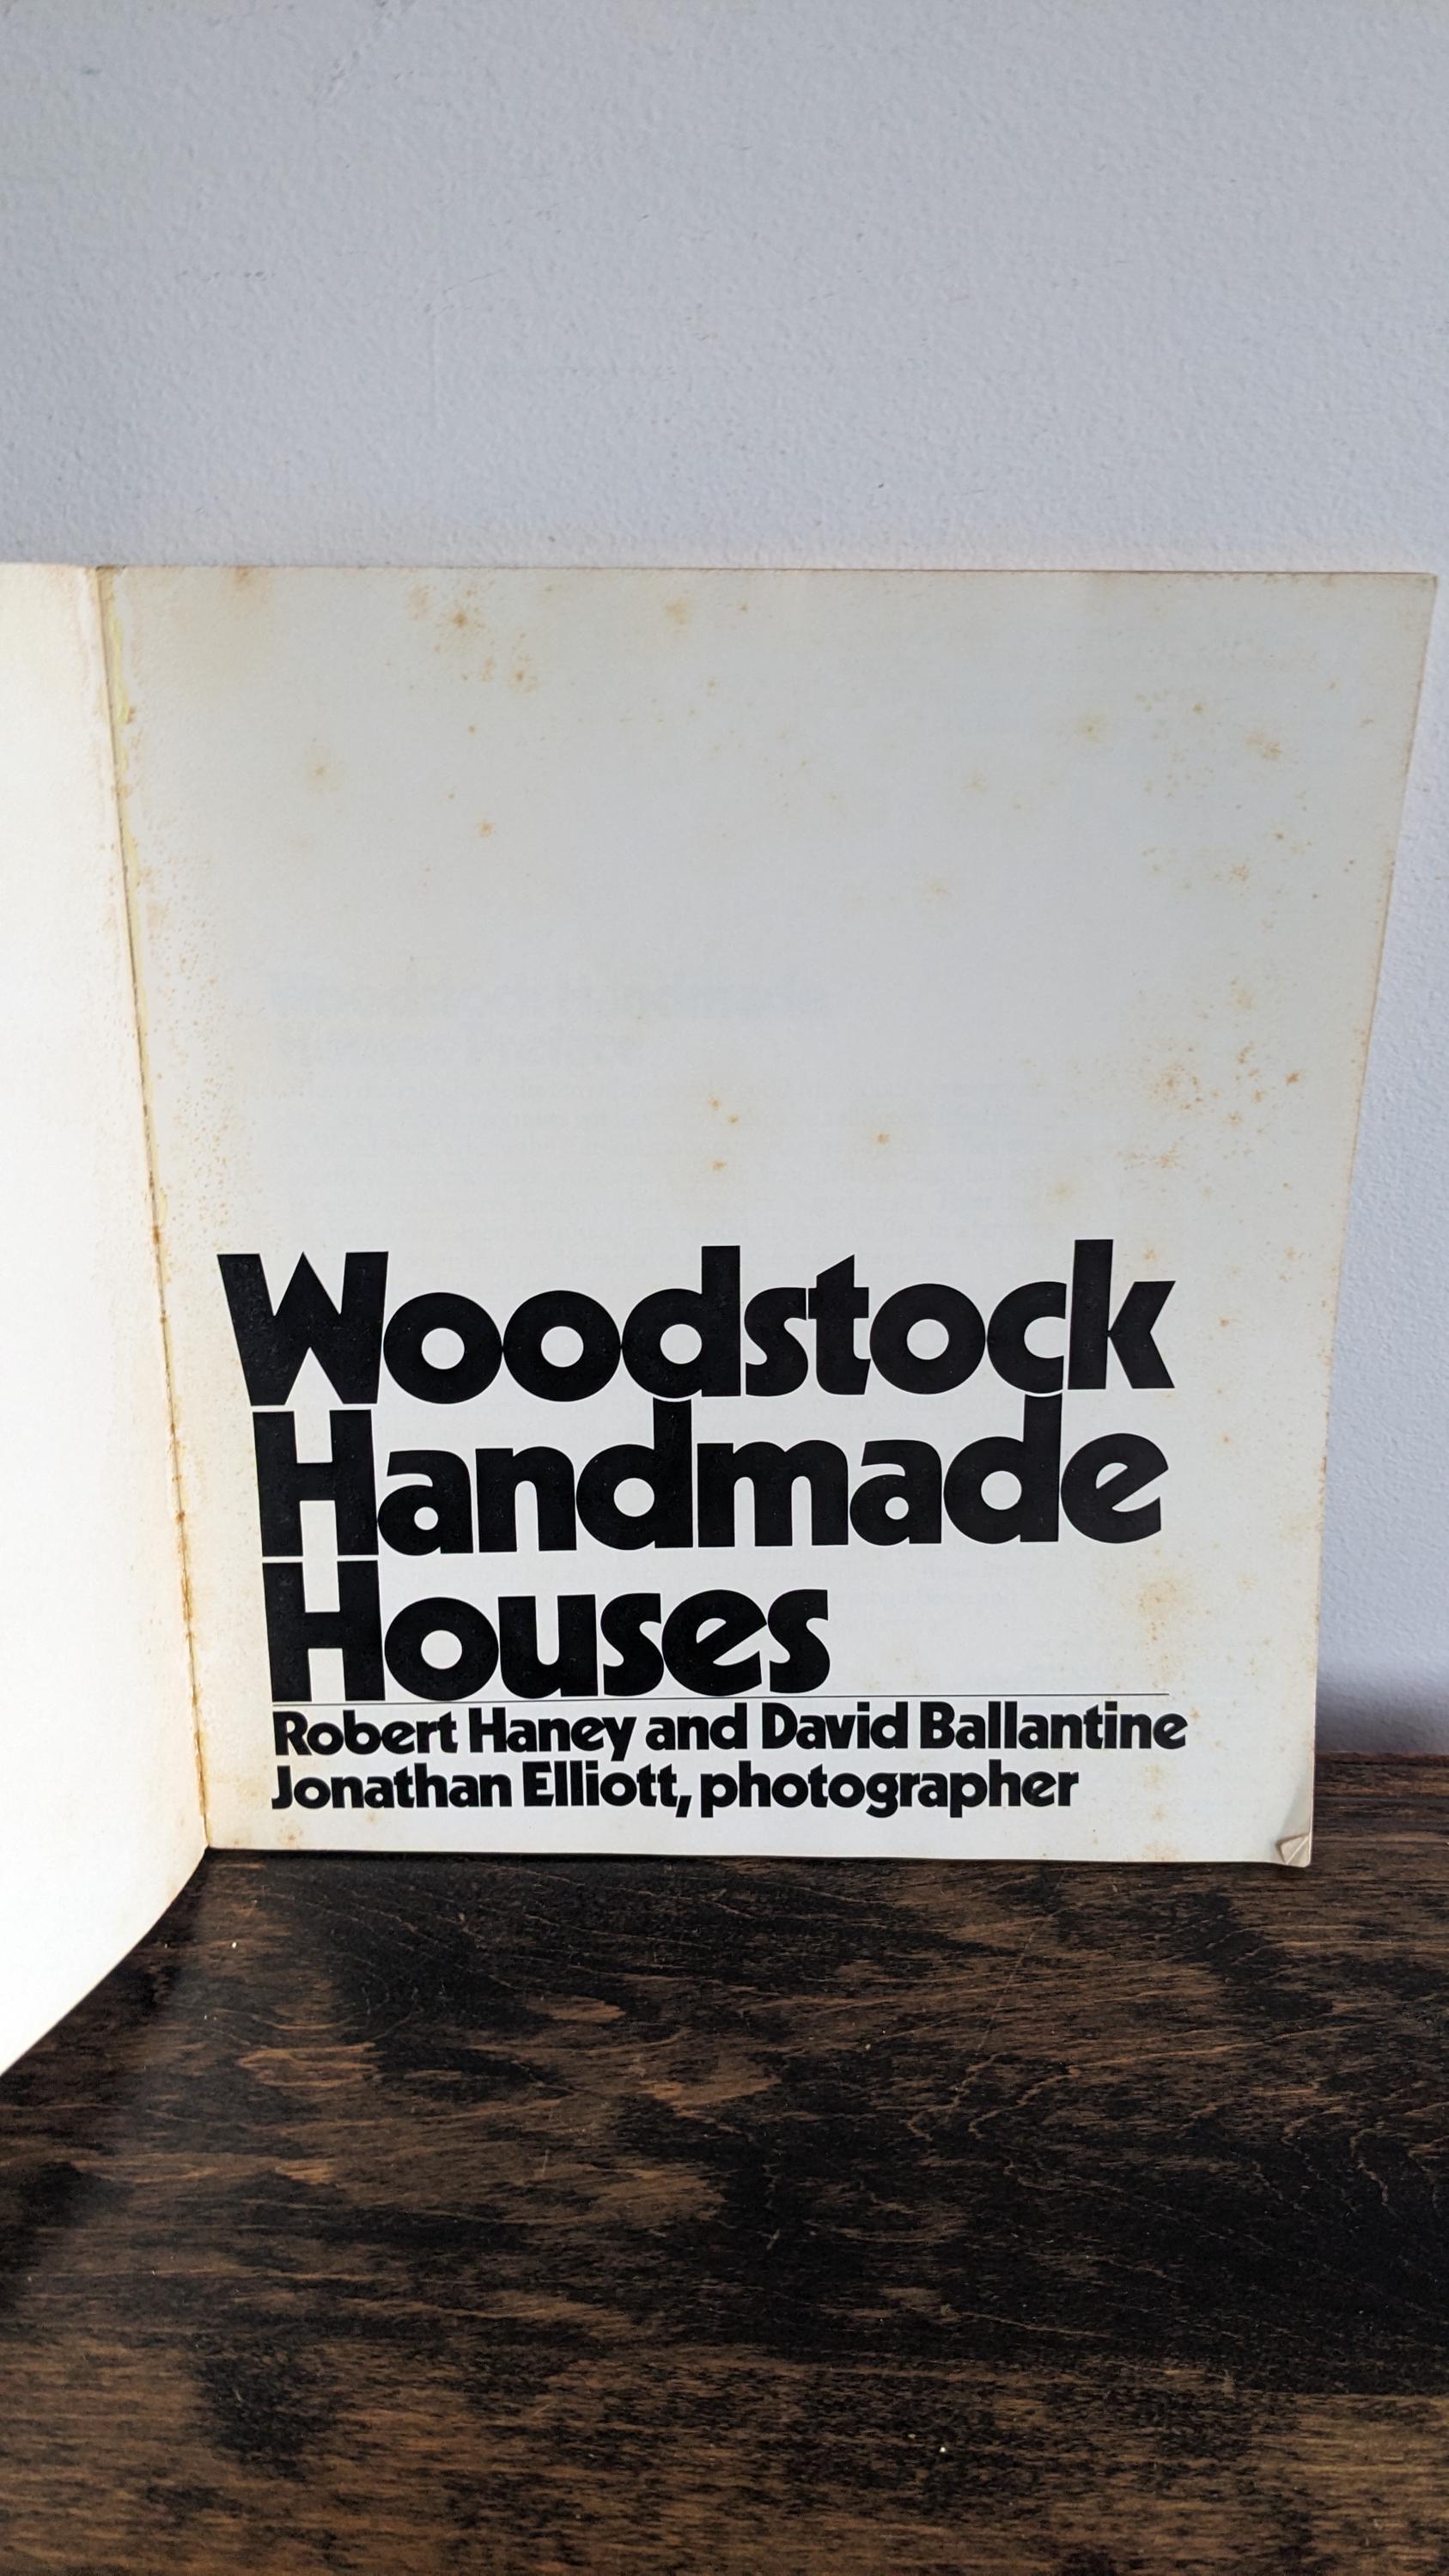 Woodstock
Handmade
Houses
Robert Haney and David Ballantine
Jonathan Elliott, photographer